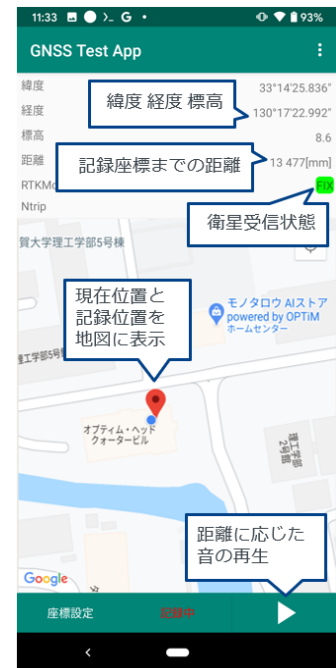 11:33 G • 93%
GNSS Test App
緯度 33°14'25.836"
経度 130°17'22.992"
標高 8.6
距離 13 477[mm]
FIX
Ntrip
緯度 経度 標高
記録座標までの距離
衛星受信状態
賀大学理工学部5号棟
現在位置と
記録位置を
地図に表示
モノタロウ AIストア
powered by OPTiM
ホームセンター
オプティム・ヘッド
クォータービル
理工学部
2号館
距離に応じた
音の再生
Google
座標設定 記録中